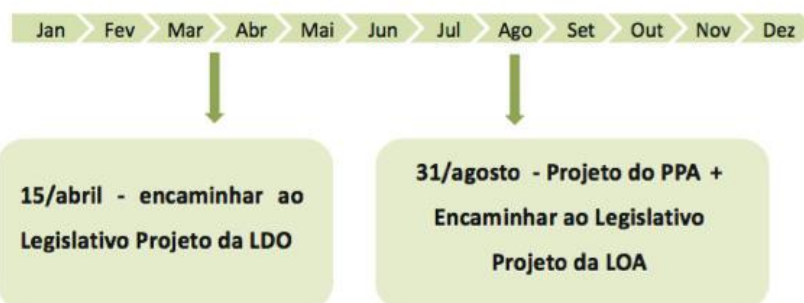 Jan Fev Mar Abr Mai Jun Jul Ago Set Out Nov Dez
15/abril - encaminhar ao
Legislativo Projeto da LDO
31/agosto - Projeto do PPA +
Encaminhar ao Legislativo
Projeto da LOA